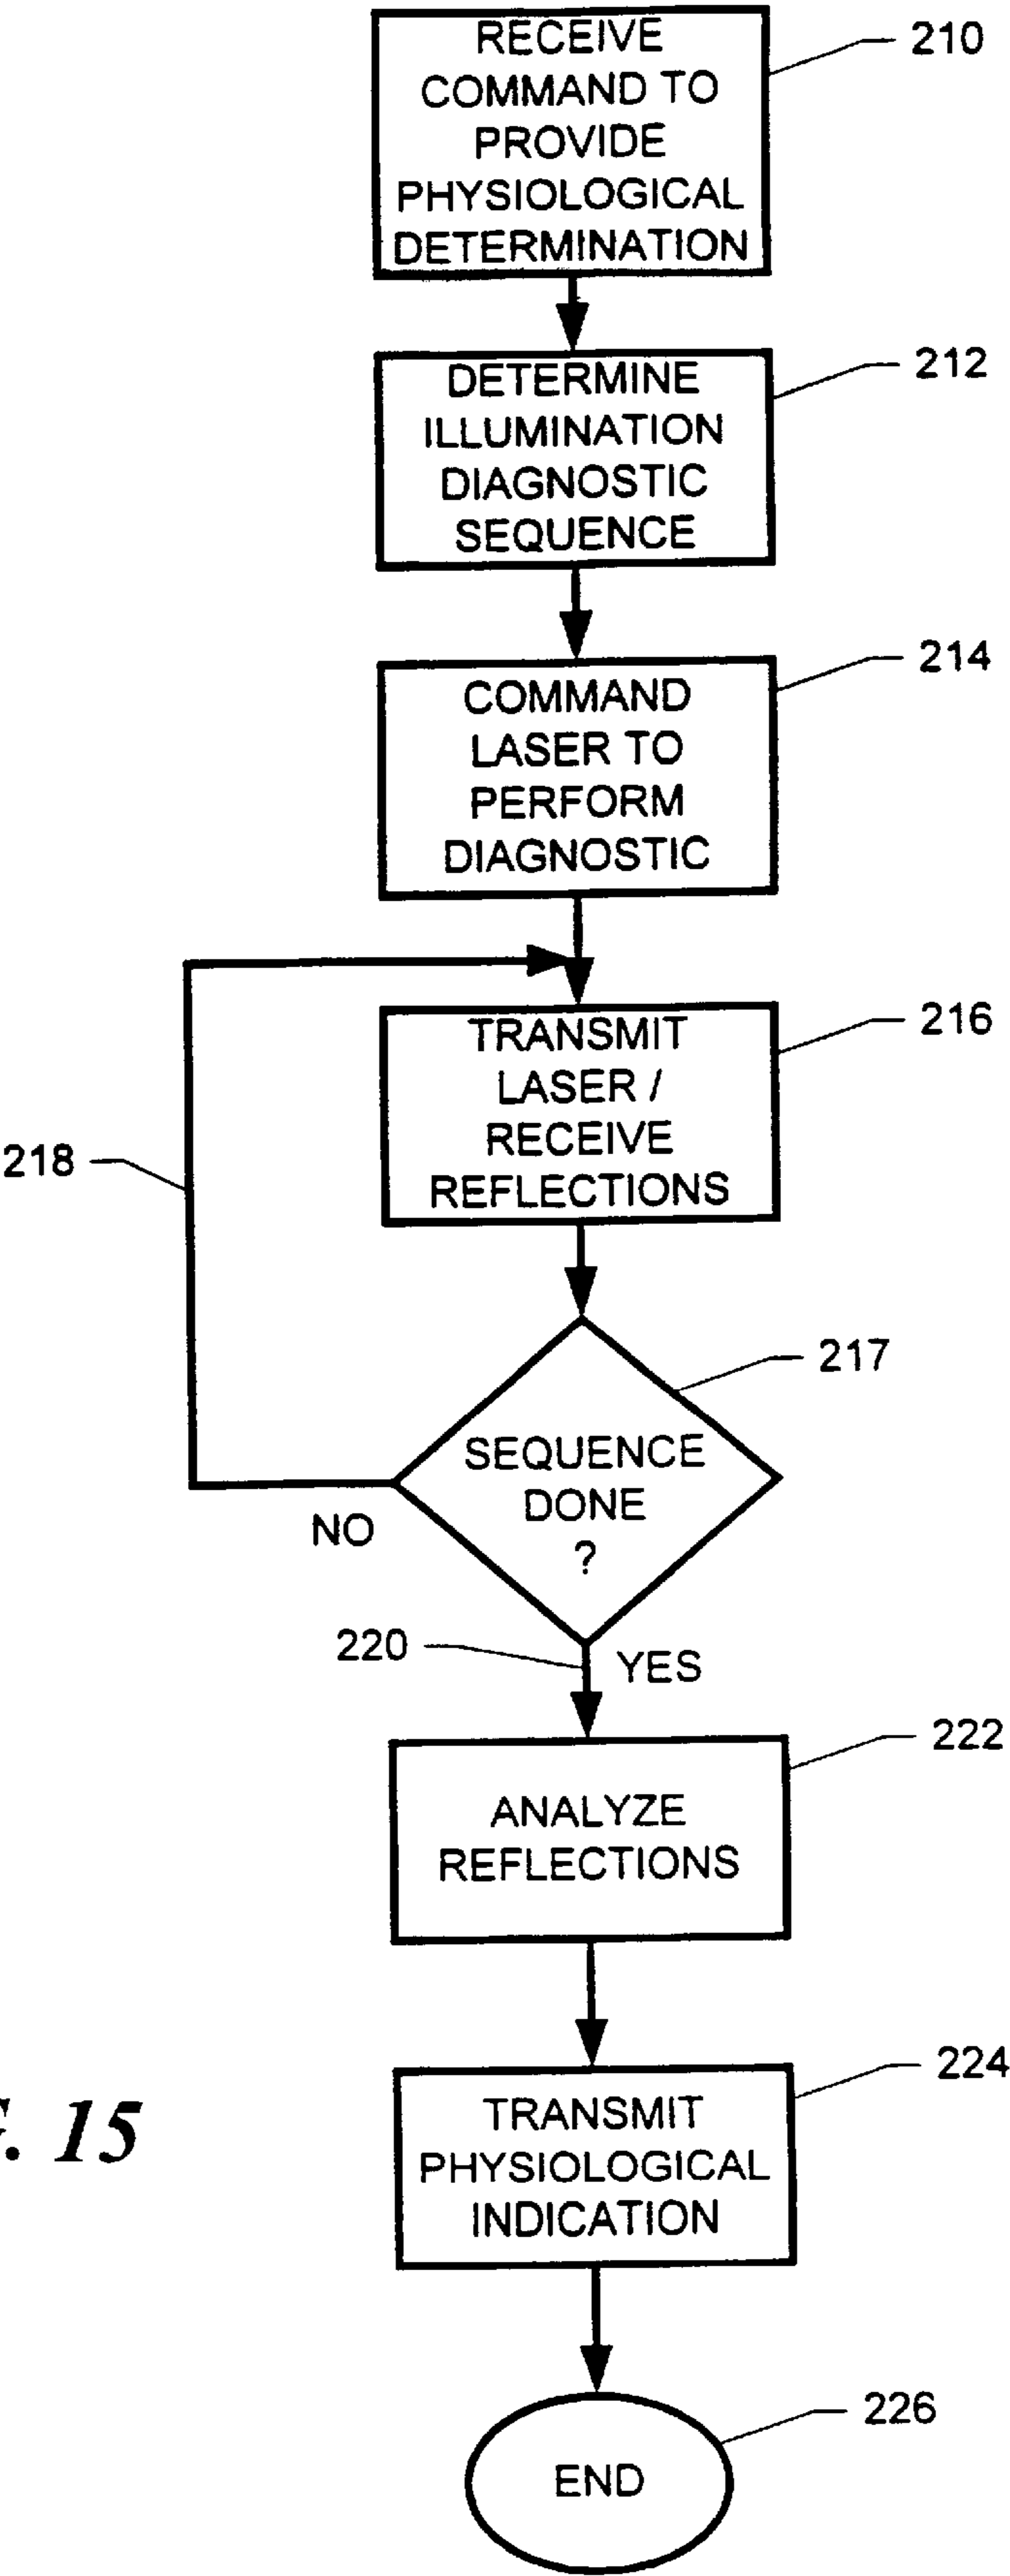 RECEIVE
COMMAND TO
PROVIDE
PHYSIOLOGICAL
DETERMINATION
210
DETERMINE
ILLUMINATION
DIAGNOSTIC
SEQUENCE
212
COMMAND
LASER TO
PERFORM
DIAGNOSTIC
214
TRANSMIT
LASER /
RECEIVE
REFLECTIONS
216
218
SEQUENCE
DONE
?
217
NO
220
YES
ANALYZE
REFLECTIONS
222
TRANSMIT
PHYSIOLOGICAL
INDICATION
224
15
END
226